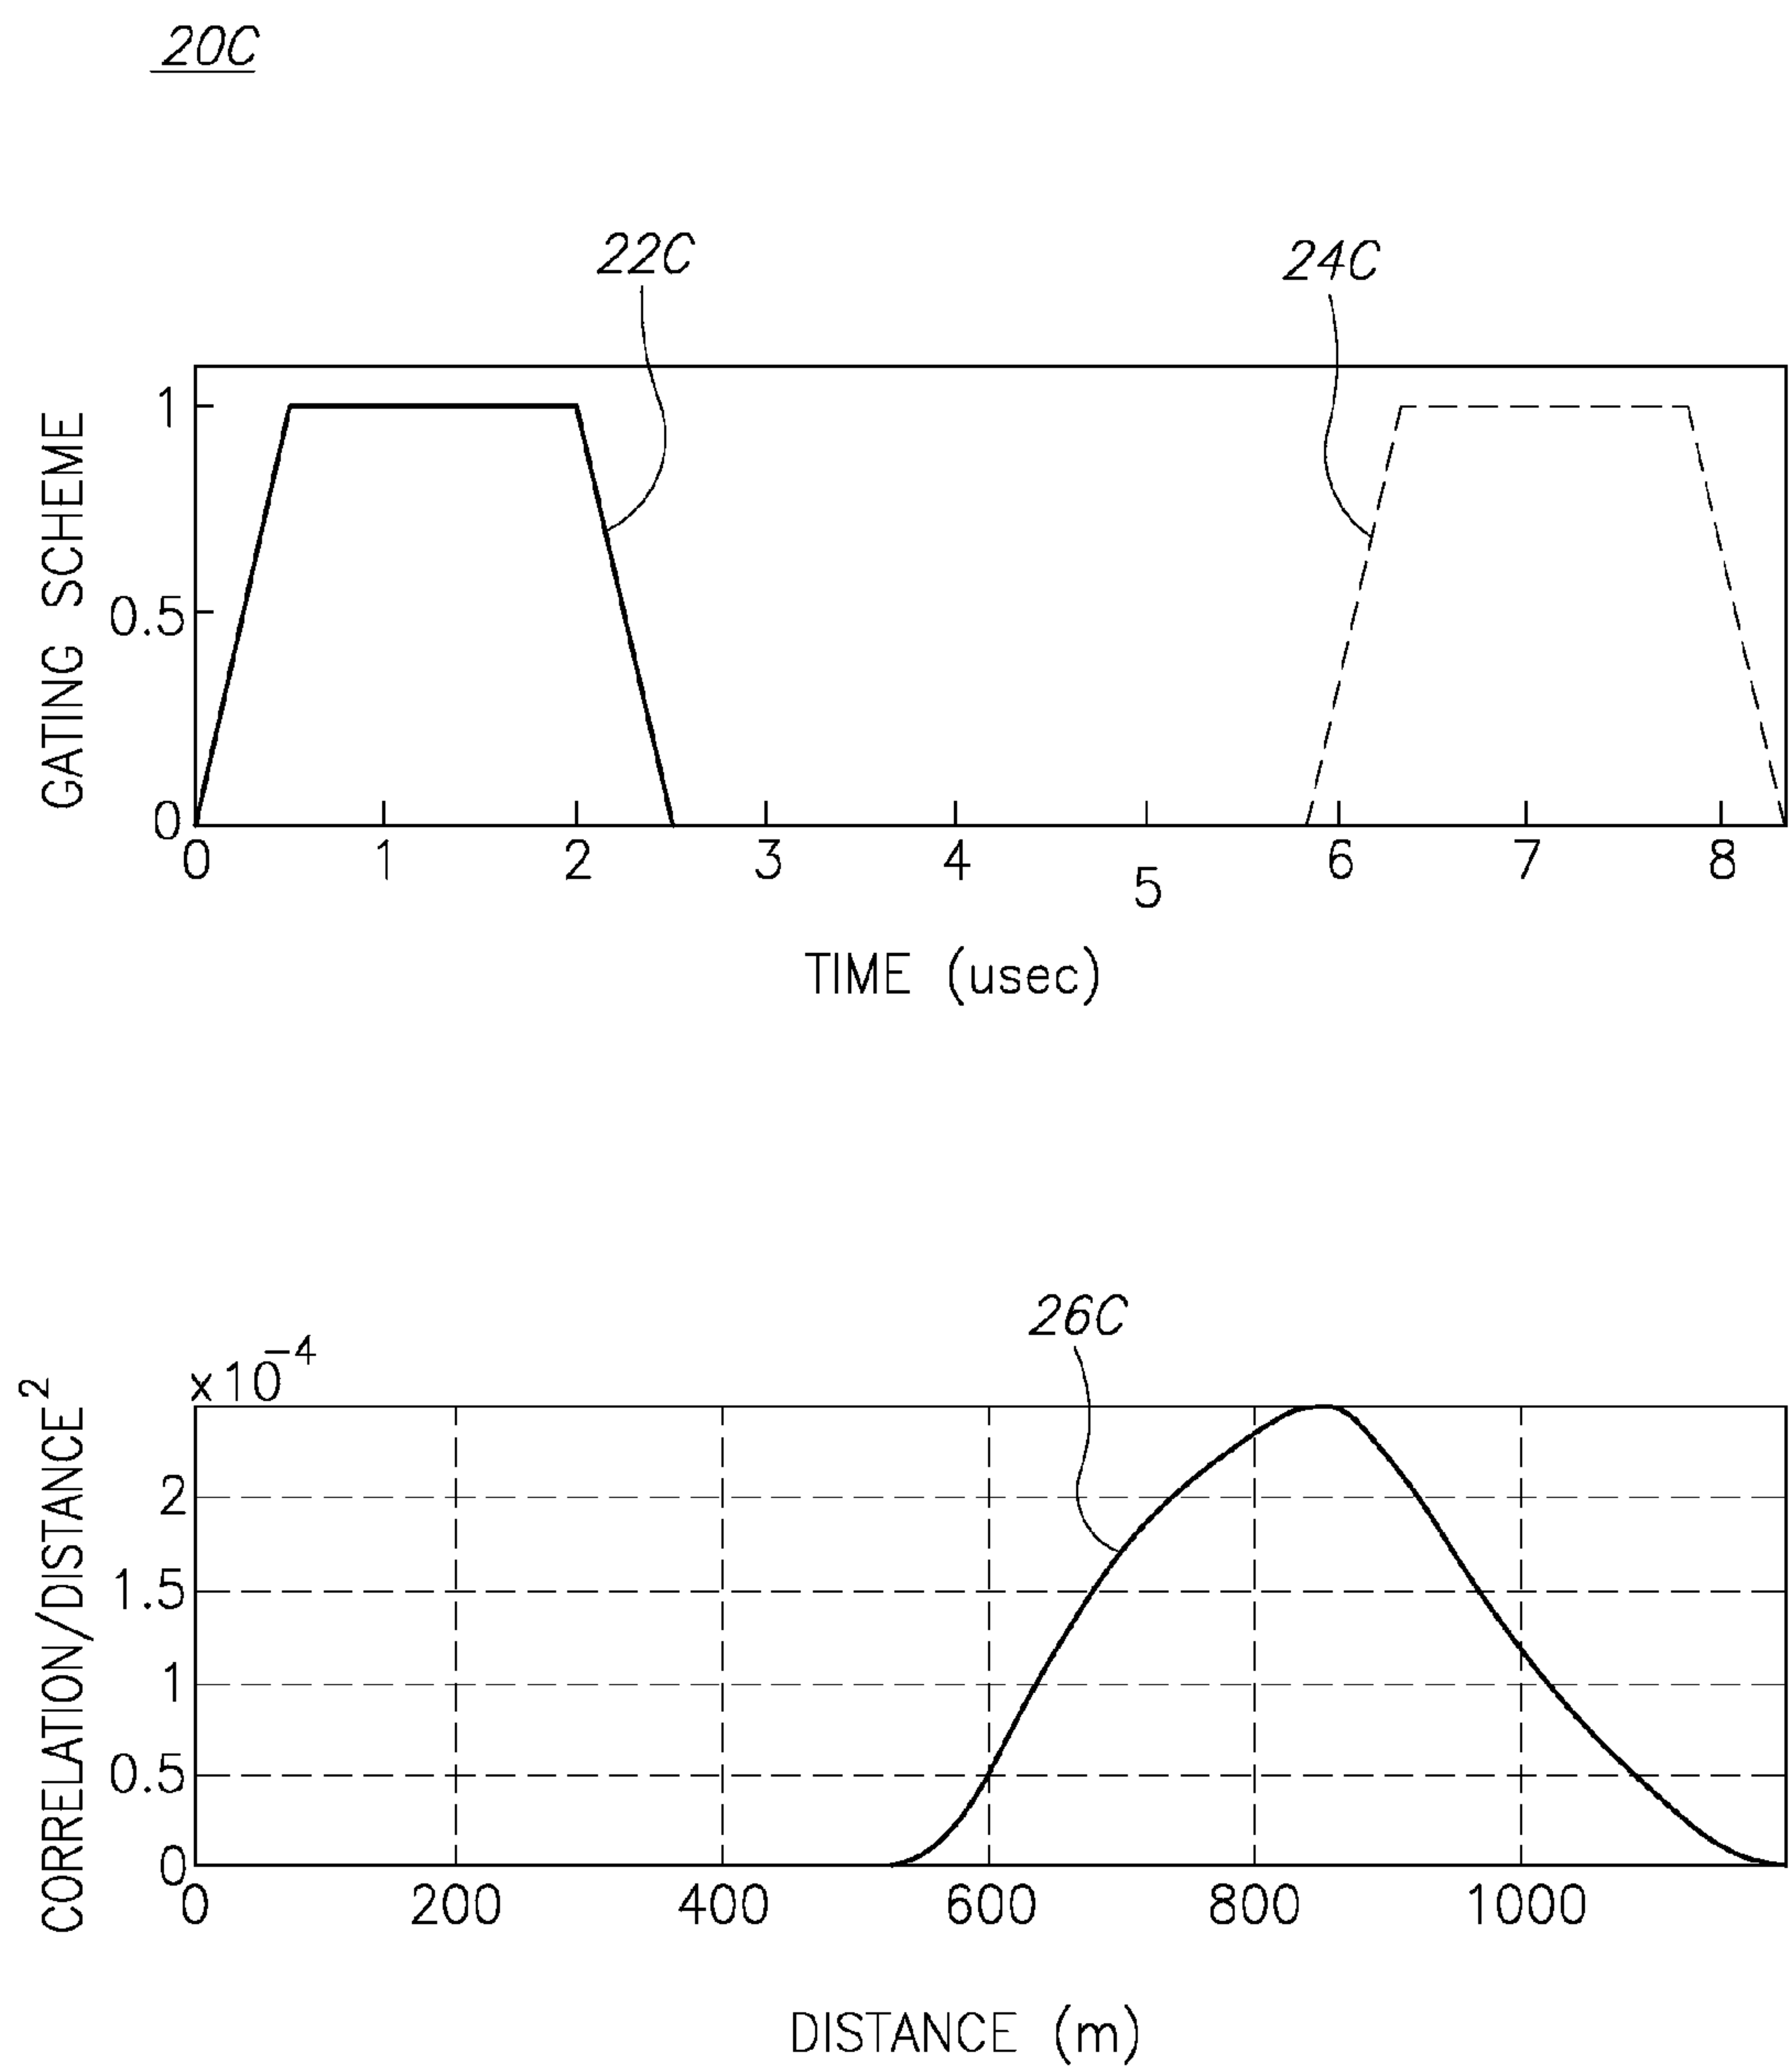 20C
22C
24C
GATING SCHEME
1
0.5
0
0 1 2 3 4 5 6 7 8
TIME (usec)
26C
x10^-4
CORRELATION/DISTANCE^2
2
1.5
1
0.5
0
0 200 400 600 800 1000
DISTANCE (m)